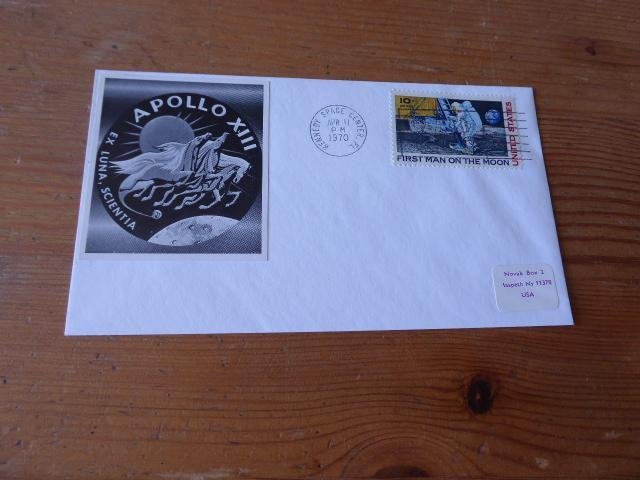 APOLLO XIII
EX LUNA, SCIENTIA
KENNEDY SPACE CENTER, FL
APR 11
PM
1970
10¢
FIRST MAN ON THE MOON
UNITED STATES
Novak Box 2
Maspeth Ny 11378
USA